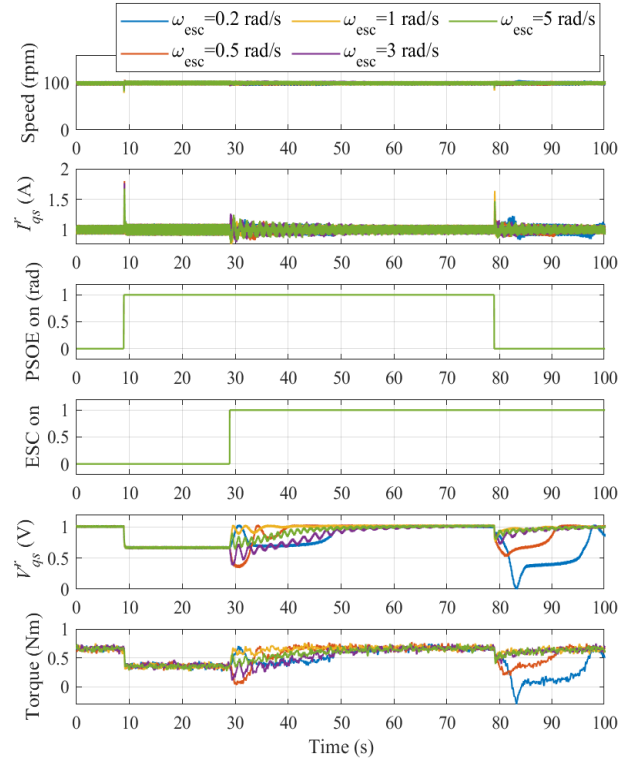 ω_esc=0.2 rad/s ω_esc=1 rad/s ω_esc=5 rad/s
ω_esc=0.5 rad/s ω_esc=3 rad/s
Speed (rpm)
100
0
0 10 20 30 40 50 60 70 80 90 100
I^r_qs (A)
2
1.5
1
0 10 20 30 40 50 60 70 80 90 100
PSOE on (rad)
1
0.5
0
0 10 20 30 40 50 60 70 80 90 100
ESC on
1
0.5
0
0 10 20 30 40 50 60 70 80 90 100
V^r_qs (V)
1
0.5
0
0 10 20 30 40 50 60 70 80 90 100
Torque (Nm)
1
0.5
0
0 10 20 30 40 50 60 70 80 90 100
Time (s)